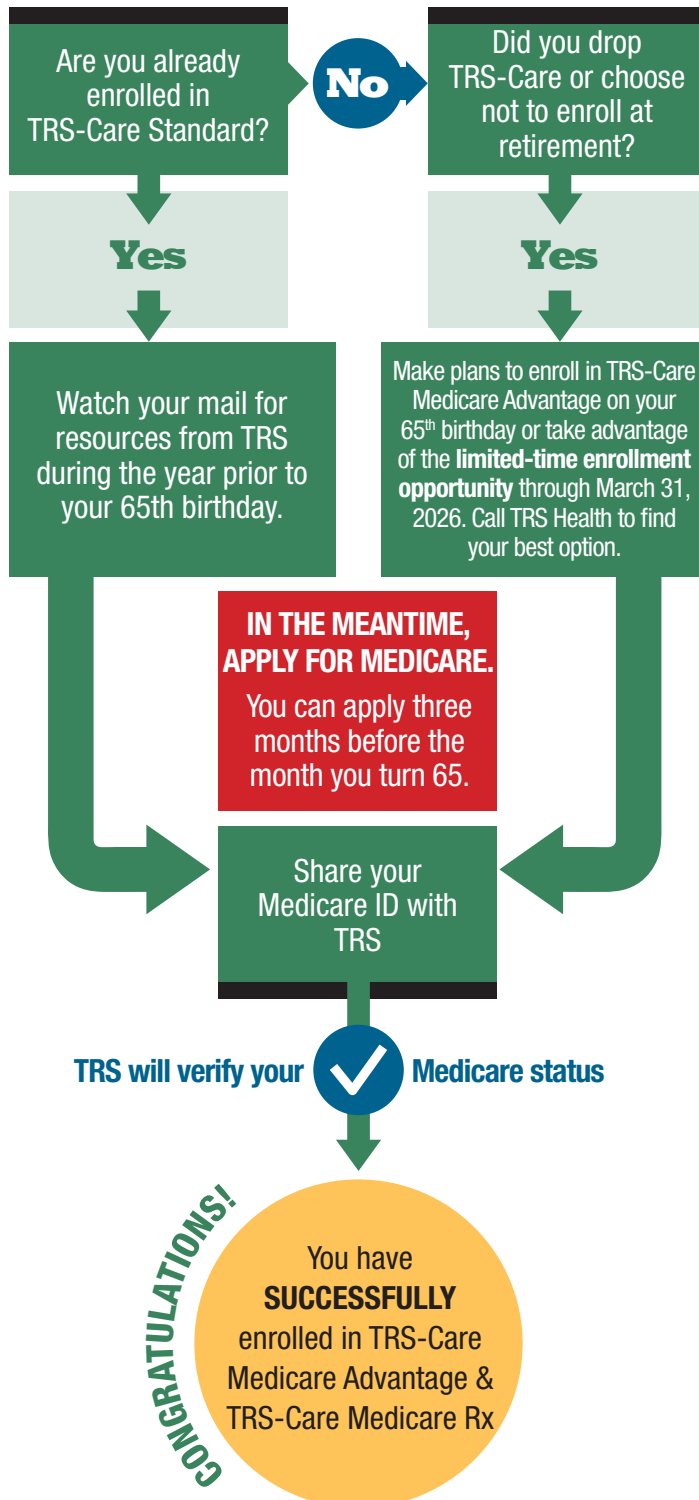 Are you already
enrolled in
TRS-Care Standard?
No
Did you drop
TRS-Care or choose
not to enroll at
retirement?
Yes
Yes
Watch your mail for
resources from TRS
during the year prior to
your 65th birthday.
Make plans to enroll in TRS-Care
Medicare Advantage on your
65th birthday or take advantage
of the limited-time enrollment
opportunity through March 31,
2026. Call TRS Health to find
your best option.
IN THE MEANTIME,
APPLY FOR MEDICARE.
You can apply three
months before the
month you turn 65.
Share your
Medicare ID with
TRS
TRS will verify your Medicare status
CONGRATULATIONS!
You have
SUCCESSFULLY
enrolled in TRS-Care
Medicare Advantage &
TRS-Care Medicare Rx